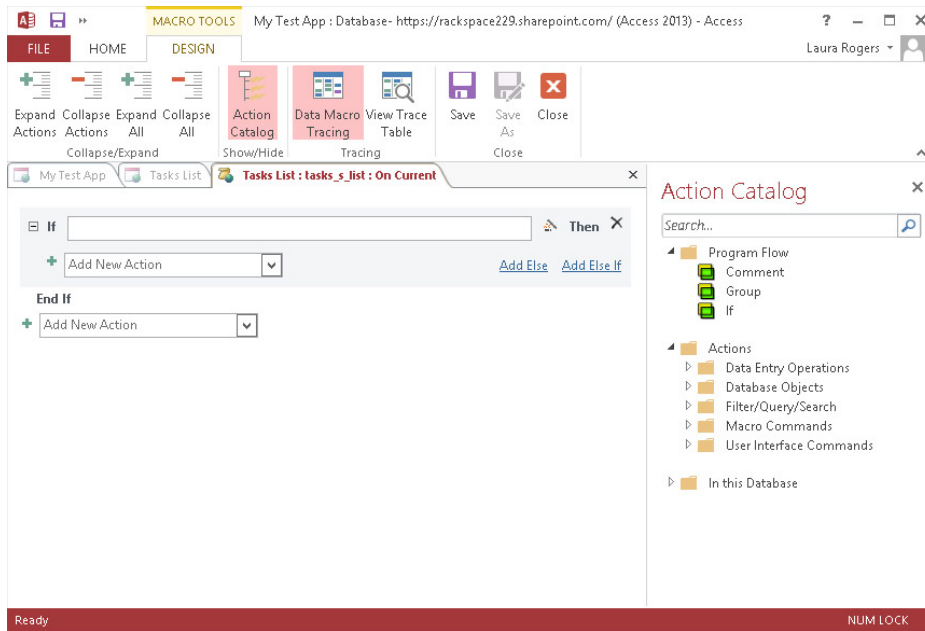 MACRO TOOLS My Test App : Database- https://rackspace229.sharepoint.com/ (Access 2013) - Access ?
FILE HOME DESIGN Laura Rogers
Expand Collapse Expand Collapse Action Data Macro View Trace Save Save Close
Actions Actions All All Catalog Tracing Table As
Collapse/Expand Show/Hide Tracing Close
My Test App Tasks List Tasks List : tasks_s_list : On Current
If Then
Add New Action Add Else Add Else If
End If
Add New Action
Action Catalog
Search...
Program Flow
Comment
Group
If
Actions
Data Entry Operations
Database Objects
Filter/Query/Search
Macro Commands
User Interface Commands
In this Database
Ready NUM LOCK